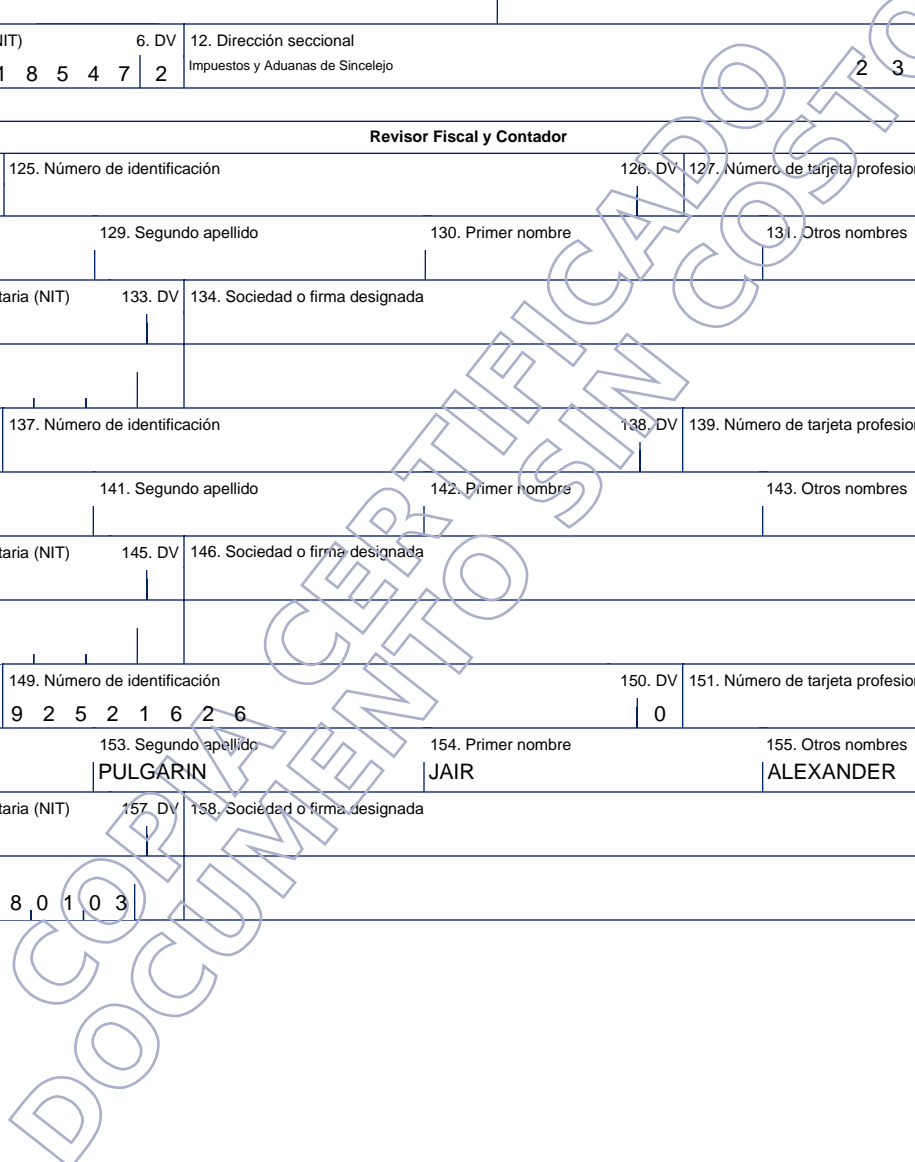 NIT) 6. DV 12. Dirección seccional
1 8 5 4 7 2 Impuestos y Aduanas de Sincelejo 2 3
Revisor Fiscal y Contador
125. Número de identificación 126. DV 127. Número de tarjeta profesion
129. Segundo apellido 130. Primer nombre 131. Otros nombres
taria (NIT) 133. DV 134. Sociedad o firma designada
137. Número de identificación 138. DV 139. Número de tarjeta profesion
141. Segundo apellido 142. Primer nombre 143. Otros nombres
taria (NIT) 145. DV 146. Sociedad o firma designada
149. Número de identificación 150. DV 151. Número de tarjeta profesion
9 2 5 2 1 6 2 6 0
153. Segundo apellido 154. Primer nombre 155. Otros nombres
PULGARIN JAIR ALEXANDER
taria (NIT) 157. DV 158. Sociedad o firma designada
8 0 1 0 3
COPIA CERTIFICADO
DOCUMENTO SIN COSTO